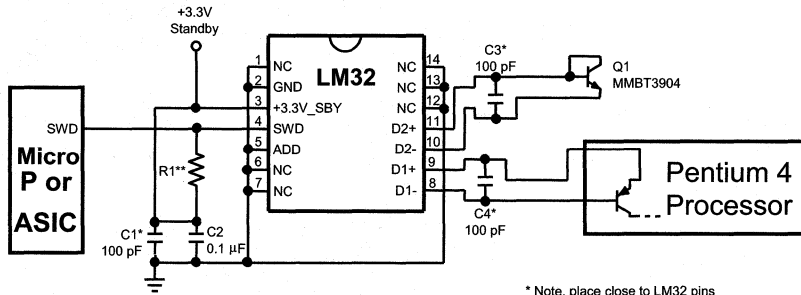 +3.3V
Standby
LM32
1 NC
2 GND
3 +3.3V_SBY
4 SWD
5 ADD
6 NC
7 NC
NC 14
NC 13
NC 12
D2+ 11
D2- 10
D1+ 9
D1- 8
SWD
Micro
P or
ASIC
R1**
C1*
100 pF
C2
0.1 µF
C3*
100 pF
Q1
MMBT3904
C4*
100 pF
Pentium 4
Processor
* Note, place close to LM32 pins